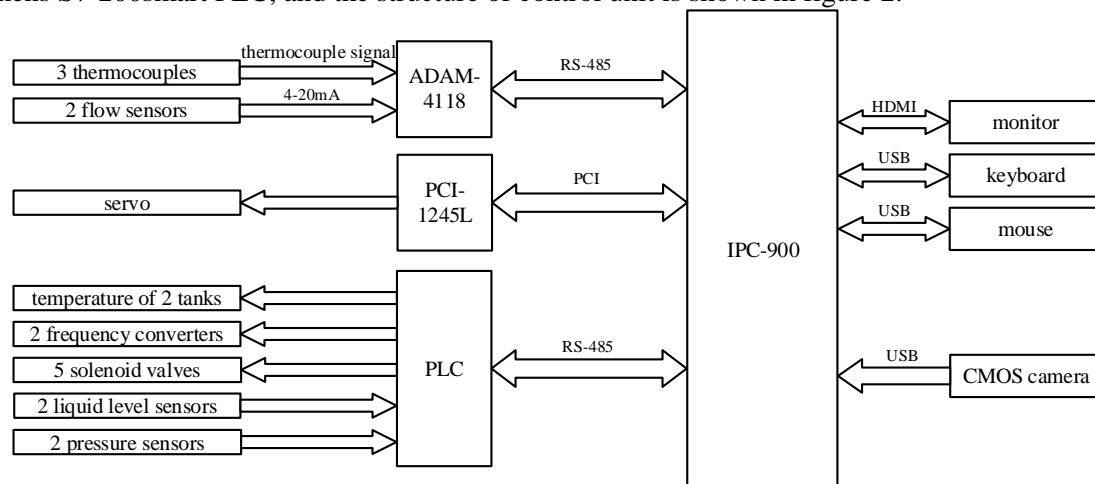 S7-200smart PLC, and the structure of control unit is shown in figure 2.
thermocouple signal
3 thermocouples
ADAM-
4118
RS-485
2 flow sensors
4-20mA
HDMI
monitor
servo
PCI-
1245L
PCI
USB
keyboard
USB
mouse
IPC-900
temperature of 2 tanks
2 frequency converters
5 solenoid valves
2 liquid level sensors
2 pressure sensors
PLC
RS-485
USB
CMOS camera